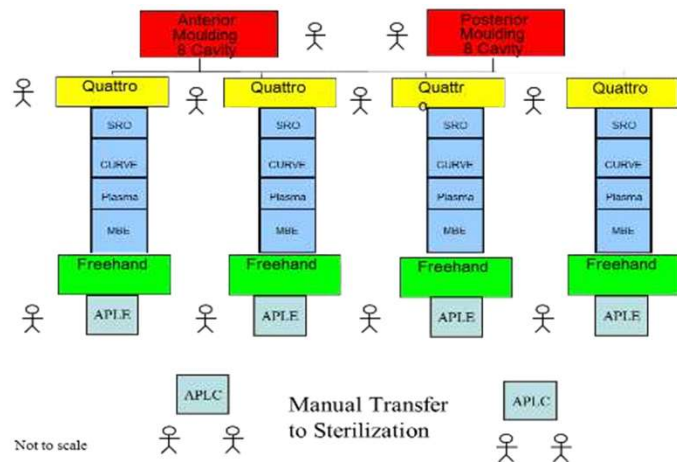 Anterior
Moulding
8 Cavity
Posterior
Moulding
8 Cavity
Quattro
Quattro
Quattr
o
Quattro
SRO
SRO
SRO
SRO
CURVE
CURVE
CURVE
CURVE
Plasma
Plasma
Plasma
Plasma
MBE
MBE
MBE
MBE
Freehand
Freehand
Freehand
Freehand
APLE
APLE
APLE
APLE
APLC
APLC
Manual Transfer
to Sterilization
Not to scale